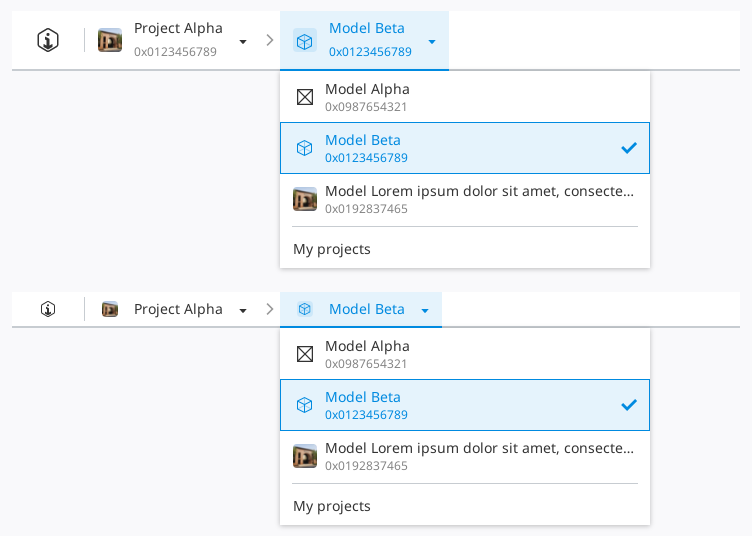 Project Alpha
0x0123456789
Model Beta
0x0123456789
Model Alpha
0x0987654321
Model Beta
0x0123456789
Model Lorem ipsum dolor sit amet, consecte...
0x0192837465
My projects
Project Alpha
Model Beta
Model Alpha
0x0987654321
Model Beta
0x0123456789
Model Lorem ipsum dolor sit amet, consecte...
0x0192837465
My projects